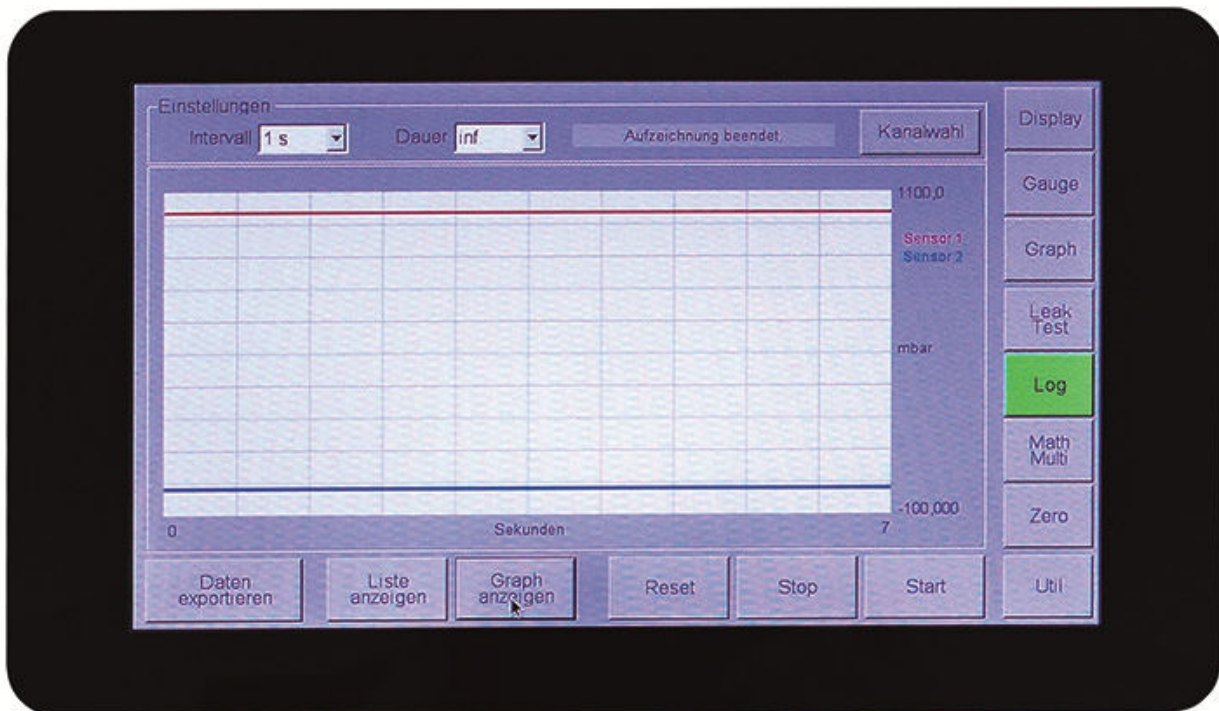 Einstellungen
Intervall 1 s
Dauer inf
Aufzeichnung beendet.
Kanalwahl
1100,0
Sensor 1
Sensor 2
mbar
-100,000
0
Sekunden
7
Daten
exportieren
Liste
anzeigen
Graph
anzeigen
Reset
Stop
Start
Display
Gauge
Graph
Leak
Test
Log
Math
Multi
Zero
Util